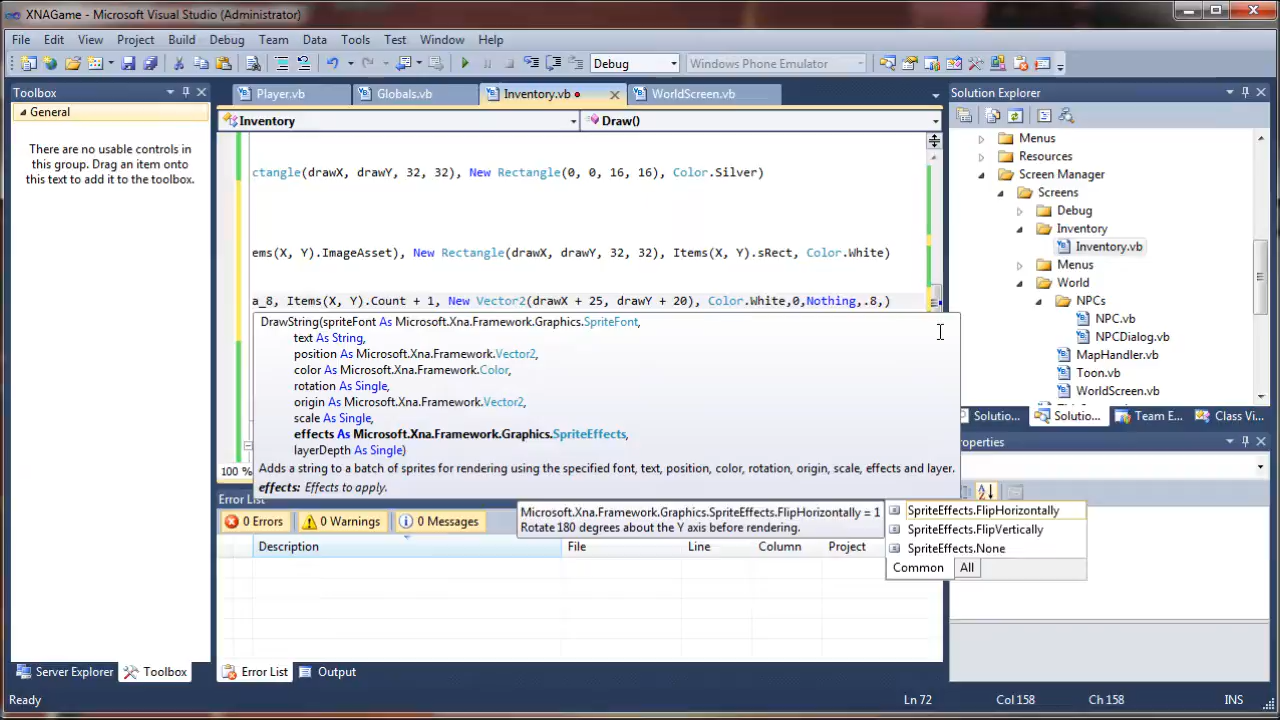 XNAGame - Microsoft Visual Studio (Administrator)
File Edit View Project Build Debug Team Data Tools Test Window Help
Debug Windows Phone Emulator
Toolbox
General
There are no usable controls in
this group. Drag an item onto
this text to add it to the toolbox.
Player.vb Globals.vb Inventory.vb WorldScreen.vb
Inventory Draw()
ctangle(drawX, drawY, 32, 32), New Rectangle(0, 0, 16, 16), Color.Silver)
ems(X, Y).ImageAsset), New Rectangle(drawX, drawY, 32, 32), Items(X, Y).sRect, Color.White)
a_8, Items(X, Y).Count + 1, New Vector2(drawX + 25, drawY + 20), Color.White,0,Nothing,.8,)
DrawString(spriteFont As Microsoft.Xna.Framework.Graphics.SpriteFont,
text As String,
position As Microsoft.Xna.Framework.Vector2,
color As Microsoft.Xna.Framework.Color,
rotation As Single,
origin As Microsoft.Xna.Framework.Vector2,
scale As Single,
effects As Microsoft.Xna.Framework.Graphics.SpriteEffects,
layerDepth As Single)
Adds a string to a batch of sprites for rendering using the specified font, text, position, color, rotation, origin, scale, effects and layer.
effects: Effects to apply.
100 %
Microsoft.Xna.Framework.Graphics.SpriteEffects.FlipHorizontally = 1
Rotate 180 degrees about the Y axis before rendering.
SpriteEffects.FlipHorizontally
SpriteEffects.FlipVertically
SpriteEffects.None
Common All
Error List
0 Errors 0 Warnings 0 Messages
Description File Line Column Project
Solution Explorer
Menus
Resources
Screen Manager
Screens
Debug
Inventory
Inventory.vb
Menus
World
NPCs
NPC.vb
NPCDialog.vb
MapHandler.vb
Toon.vb
WorldScreen.vb
Solutio... Solutio... Team E... Class Vi...
roperties
Server Explorer Toolbox Error List Output
Ready Ln 72 Col 158 Ch 158 INS